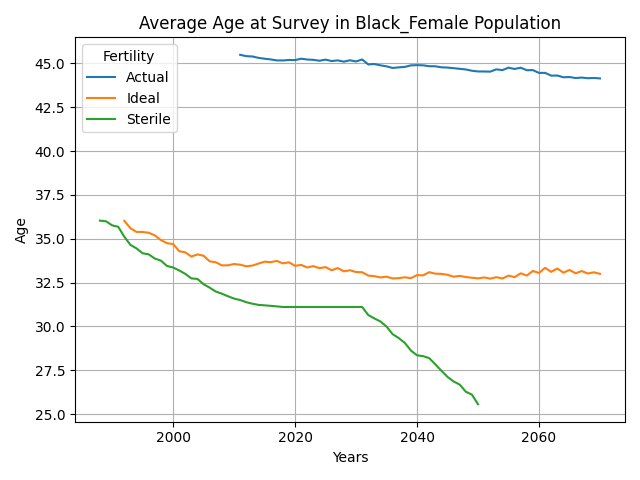 Average Age at Survey in Black_Female Population
Fertility
Actual
Ideal
Sterile
45.0
42.5
40.0
37.5
35.0
32.5
30.0
27.5
25.0
Age
2000
2020
2040
2060
Years